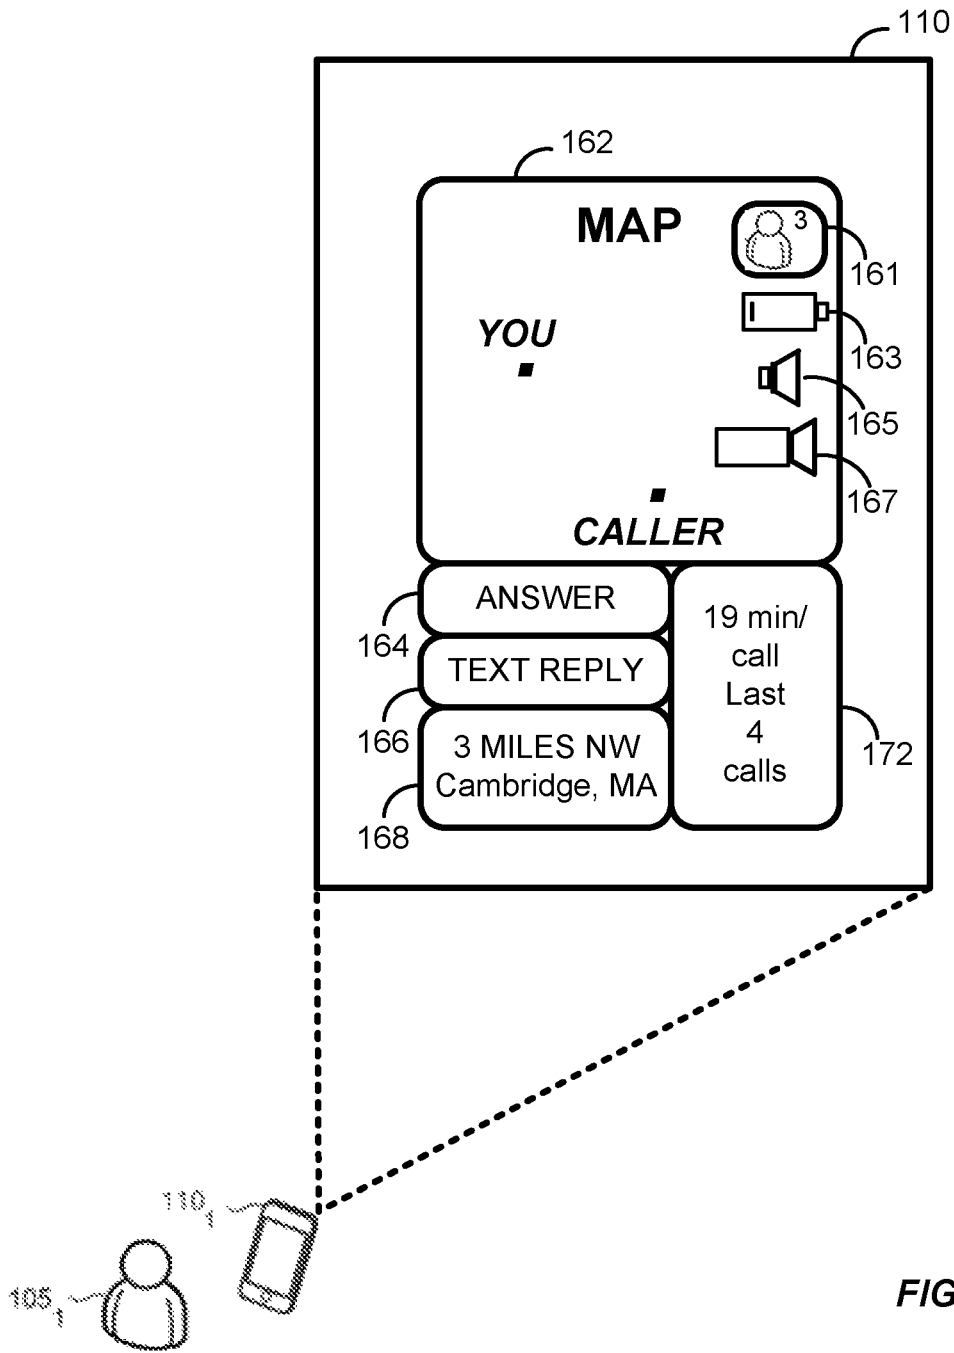 110
162
MAP
3
161
YOU
163
165
167
CALLER
ANSWER
164
TEXT REPLY
166
3 MILES NW
Cambridge, MA
168
19 min/
call
Last
4
calls
172
110
1
105
1
FIG